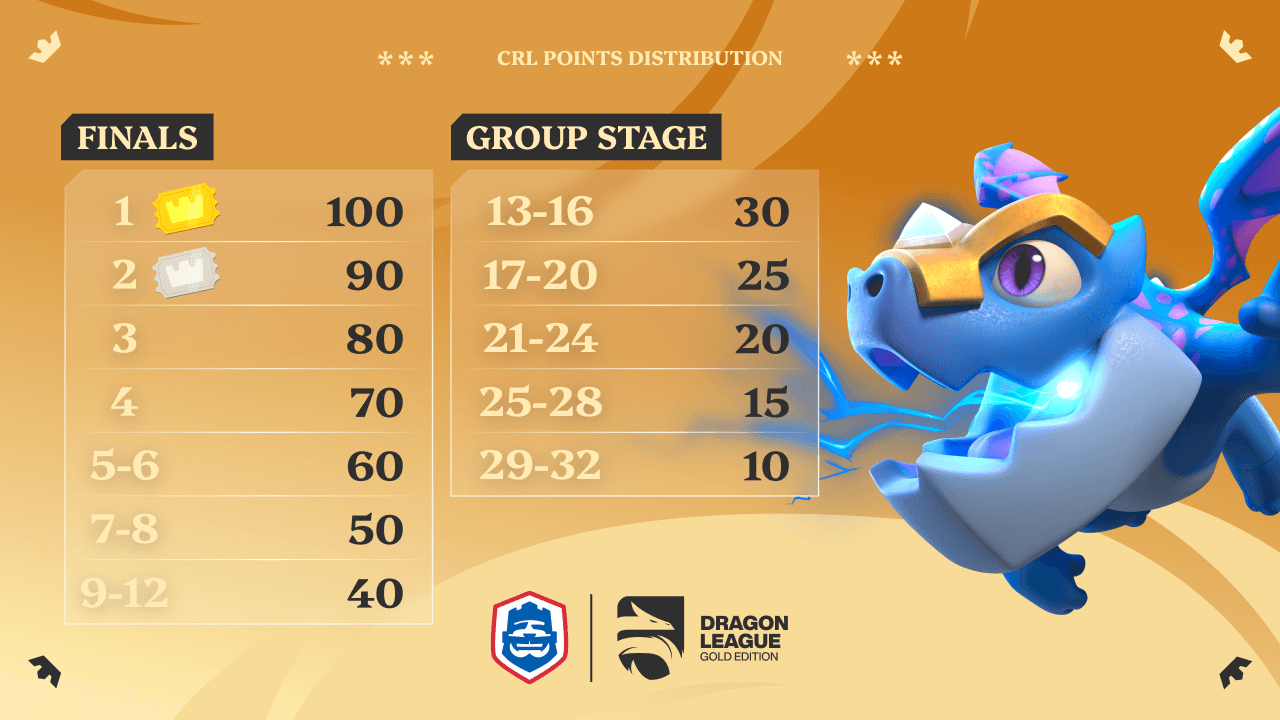 *** CRL POINTS DISTRIBUTION ***
FINALS
1 100
2 90
3 80
4 70
5-6 60
7-8 50
9-12 40
GROUP STAGE
13-16 30
17-20 25
21-24 20
25-28 15
29-32 10
DRAGON
LEAGUE
GOLD EDITION